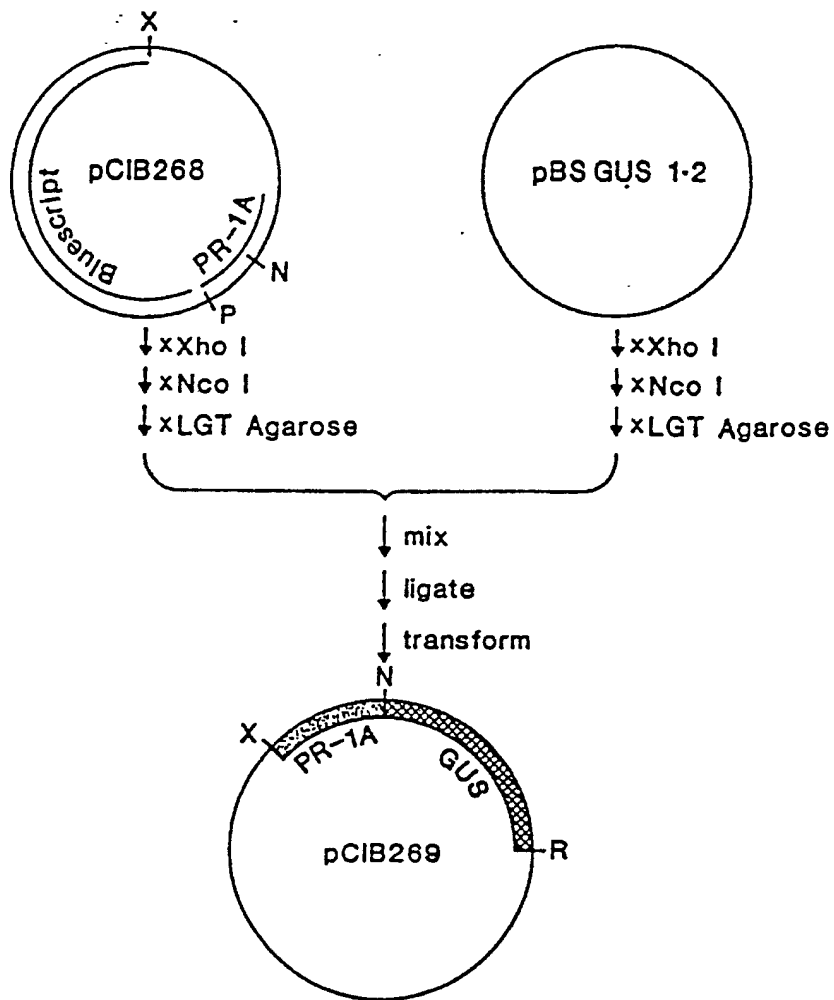 X
pCIB268
Bluescript
PR-1A
N
P
xXho I
xNco I
xLGT Agarose
pBS GUS 1·2
xXho I
xNco I
xLGT Agarose
mix
ligate
transform
N
X
PR-1A
GUS
R
pCIB269